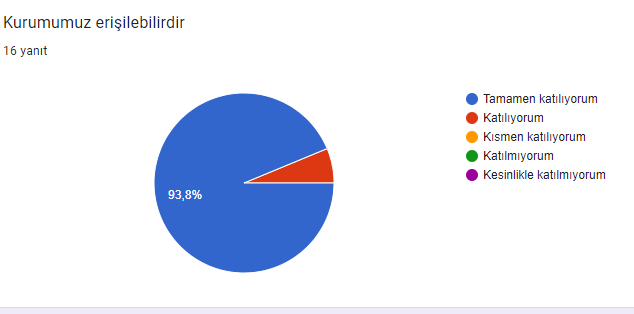 Kurumumuz erişilebilirdir
16 yanıt
Tamamen katılıyorum
Katılıyorum
Kısmen katılıyorum
Katılmıyorum
Kesinlikle katılmıyorum
93,8%